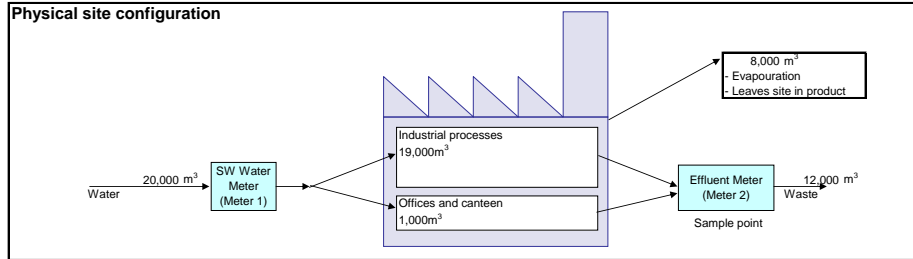 Physical site configuration
8,000 m³
- Evapouration
- Leaves site in product
Industrial processes
19,000m³
20,000 m³
Water
SW Water
Meter
(Meter 1)
Effluent Meter
(Meter 2)
12,000 m³
Waste
Offices and canteen
1,000m³
Sample point